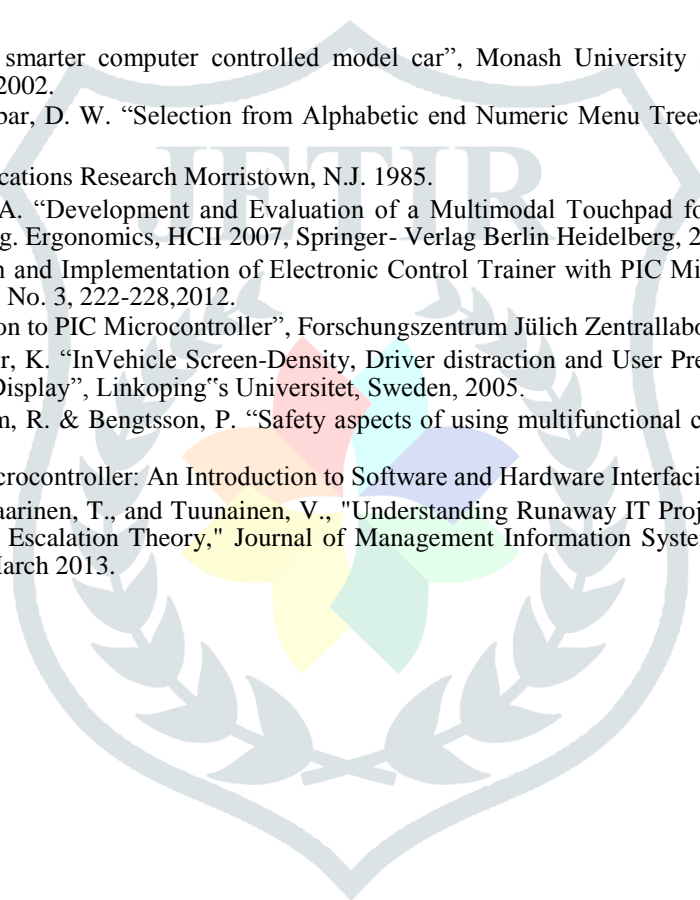 smarter computer controlled model car”, Monash University
2002.
bar, D. W. “Selection from Alphabetic end Numeric Menu Trees
JETIR
cations Research Morristown, N.J. 1985.
A. “Development and Evaluation of a Multimodal Touchpad fo
g. Ergonomics, HCII 2007, Springer- Verlag Berlin Heidelberg, 2
n and Implementation of Electronic Control Trainer with PIC Mi
No. 3, 222-228,2012.
on to PIC Microcontroller”, Forschungszentrum Jülich Zentrallabo
r, K. “InVehicle Screen-Density, Driver distraction and User Pre
Display”, Linkoping‟s Universitet, Sweden, 2005.
n, R. & Bengtsson, P. “Safety aspects of using multifunctional c
crocontroller: An Introduction to Software and Hardware Interfaci
aarinen, T., and Tuunainen, V., "Understanding Runaway IT Proj
Escalation Theory," Journal of Management Information Syste
March 2013.